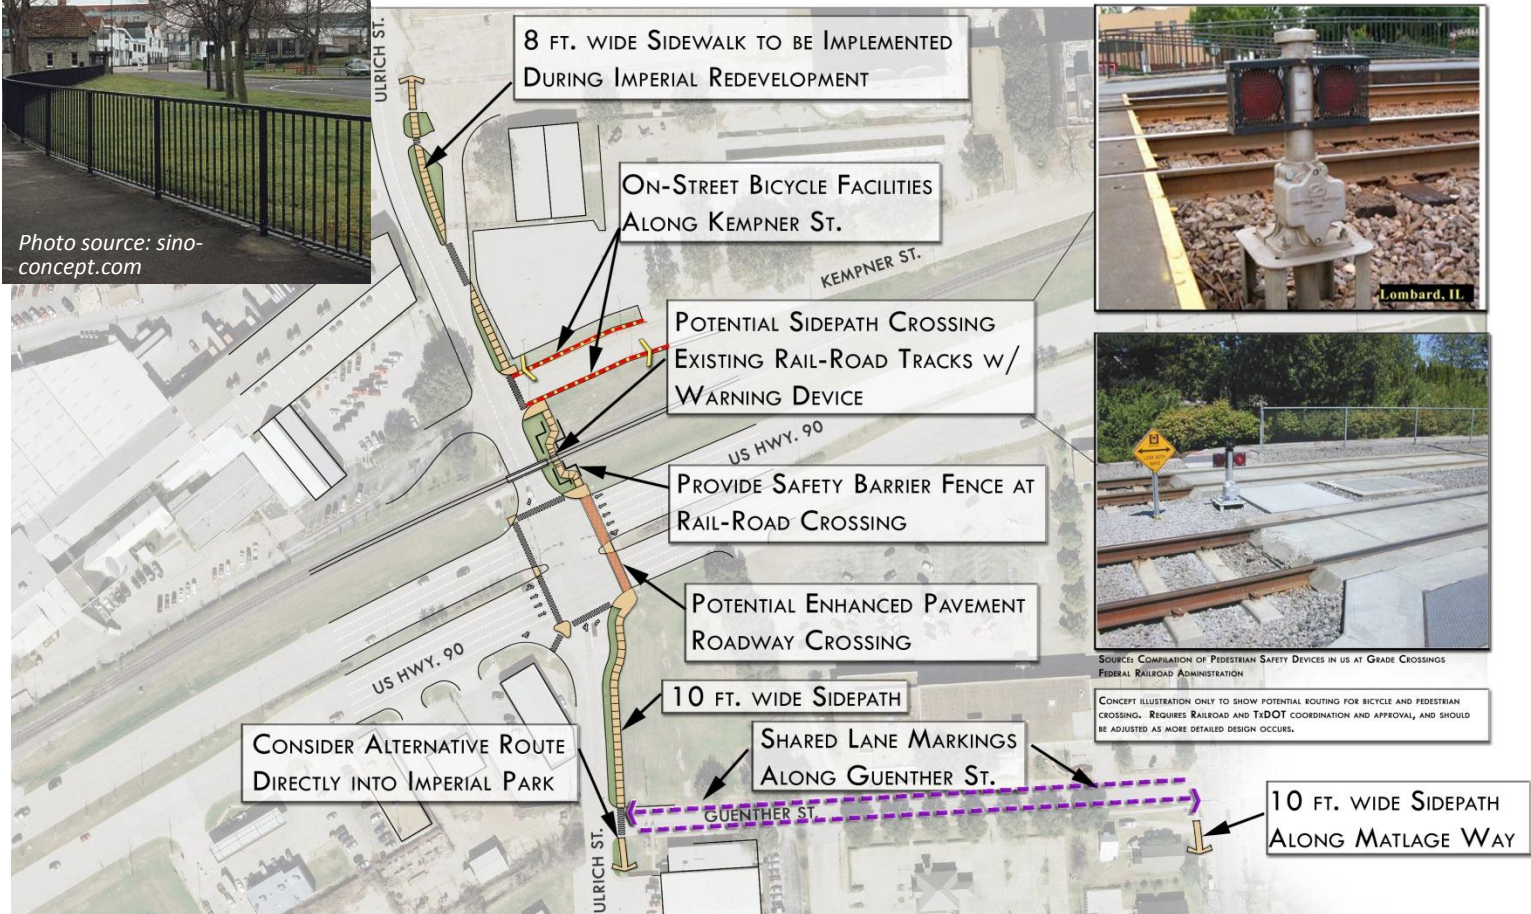 Photo source: sino-
concept.com
ULRICH ST.
8 FT. WIDE SIDEWALK TO BE IMPLEMENTED
DURING IMPERIAL REDEVELOPMENT
ON-STREET BICYCLE FACILITIES
ALONG KEMPNER ST.
KEMPNER ST.
POTENTIAL SIDEPATH CROSSING
EXISTING RAIL-ROAD TRACKS W/
WARNING DEVICE
US HWY. 90
PROVIDE SAFETY BARRIER FENCE AT
RAIL-ROAD CROSSING
POTENTIAL ENHANCED PAVEMENT
ROADWAY CROSSING
US HWY. 90
10 FT. WIDE SIDEPATH
CONSIDER ALTERNATIVE ROUTE
DIRECTLY INTO IMPERIAL PARK
SHARED LANE MARKINGS
ALONG GUENTHER ST.
GUENTHER ST.
ULRICH ST.
10 FT. WIDE SIDEPATH
ALONG MATLAGE WAY
Lombard, IL
LOOK BOTH
WAYS
SOURCE: COMPILATION OF PEDESTRIAN SAFETY DEVICES IN US AT GRADE CROSSINGS
FEDERAL RAILROAD ADMINISTRATION
CONCEPT ILLUSTRATION ONLY TO SHOW POTENTIAL ROUTING FOR BICYCLE AND PEDESTRIAN
CROSSING. REQUIRES RAILROAD AND TXDOT COORDINATION AND APPROVAL, AND SHOULD
BE ADJUSTED AS MORE DETAILED DESIGN OCCURS.